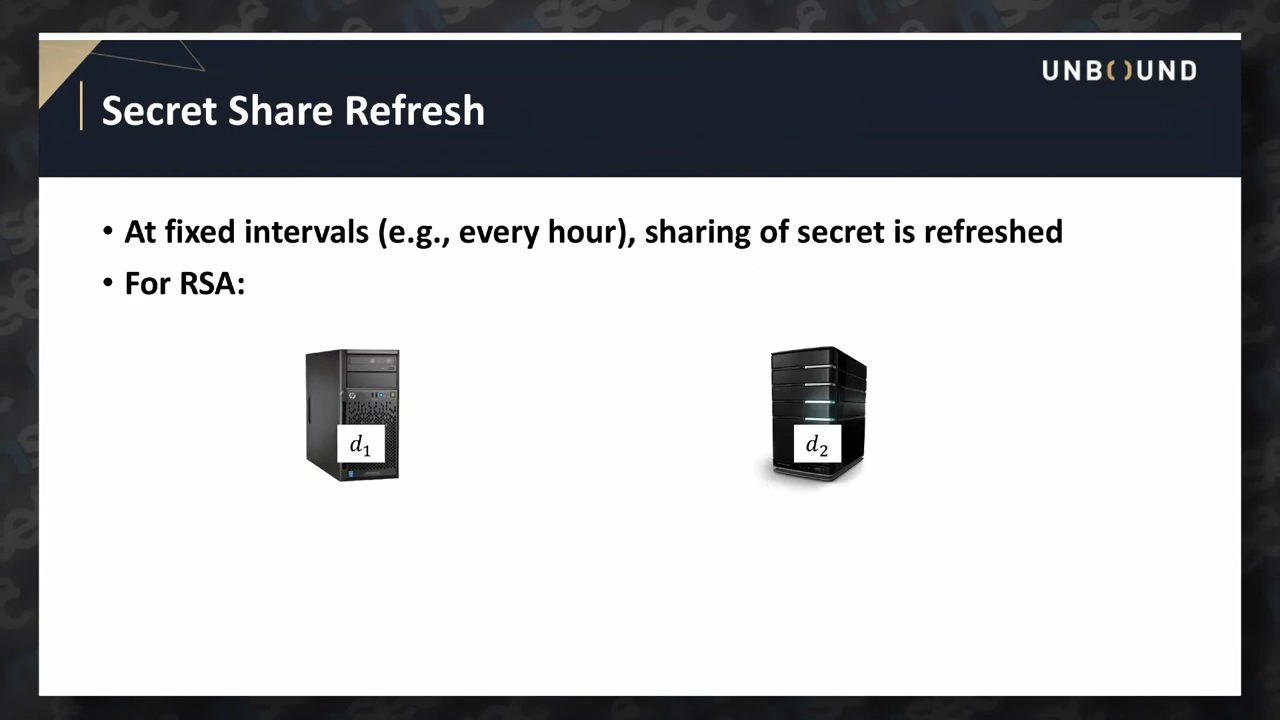 UNBOUND
Secret Share Refresh
• At fixed intervals (e.g., every hour), sharing of secret is refreshed
• For RSA:
d₁
d₂